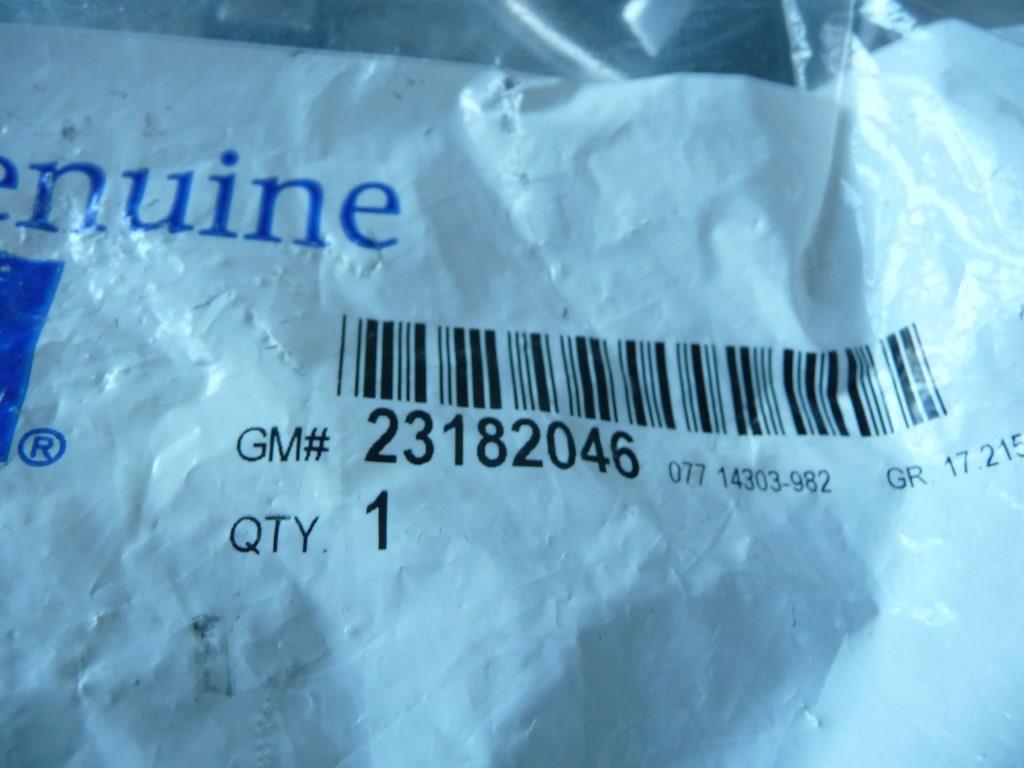 enuine
®
GM# 23182046 077 14303-982 GR. 17.215
QTY. 1